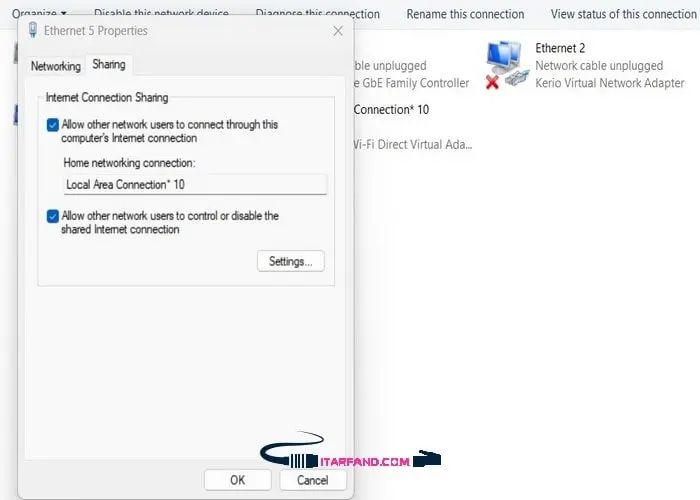 Organize Disable this network device Diagnose this connection Rename this connection View status of this connection
Ethernet 5 Properties
Networking Sharing
Internet Connection Sharing
Allow other network users to connect through this
computer's Internet connection
Home networking connection:
Local Area Connection* 10
Allow other network users to control or disable the
shared Internet connection
Settings...
OK Cancel
ble unplugged
e GbE Family Controller
Connection* 10
Wi-Fi Direct Virtual Ada...
Ethernet 2
Network cable unplugged
Kerio Virtual Network Adapter
ITARFAND.COM